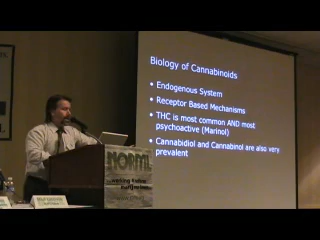 Biology of Cannabinoids
• Endogenous System
• Receptor Based Mechanisms
• THC is most common AND most
psychoactive (Marinol)
• Cannabidiol and Cannabinol are also very
prevalent
NORML